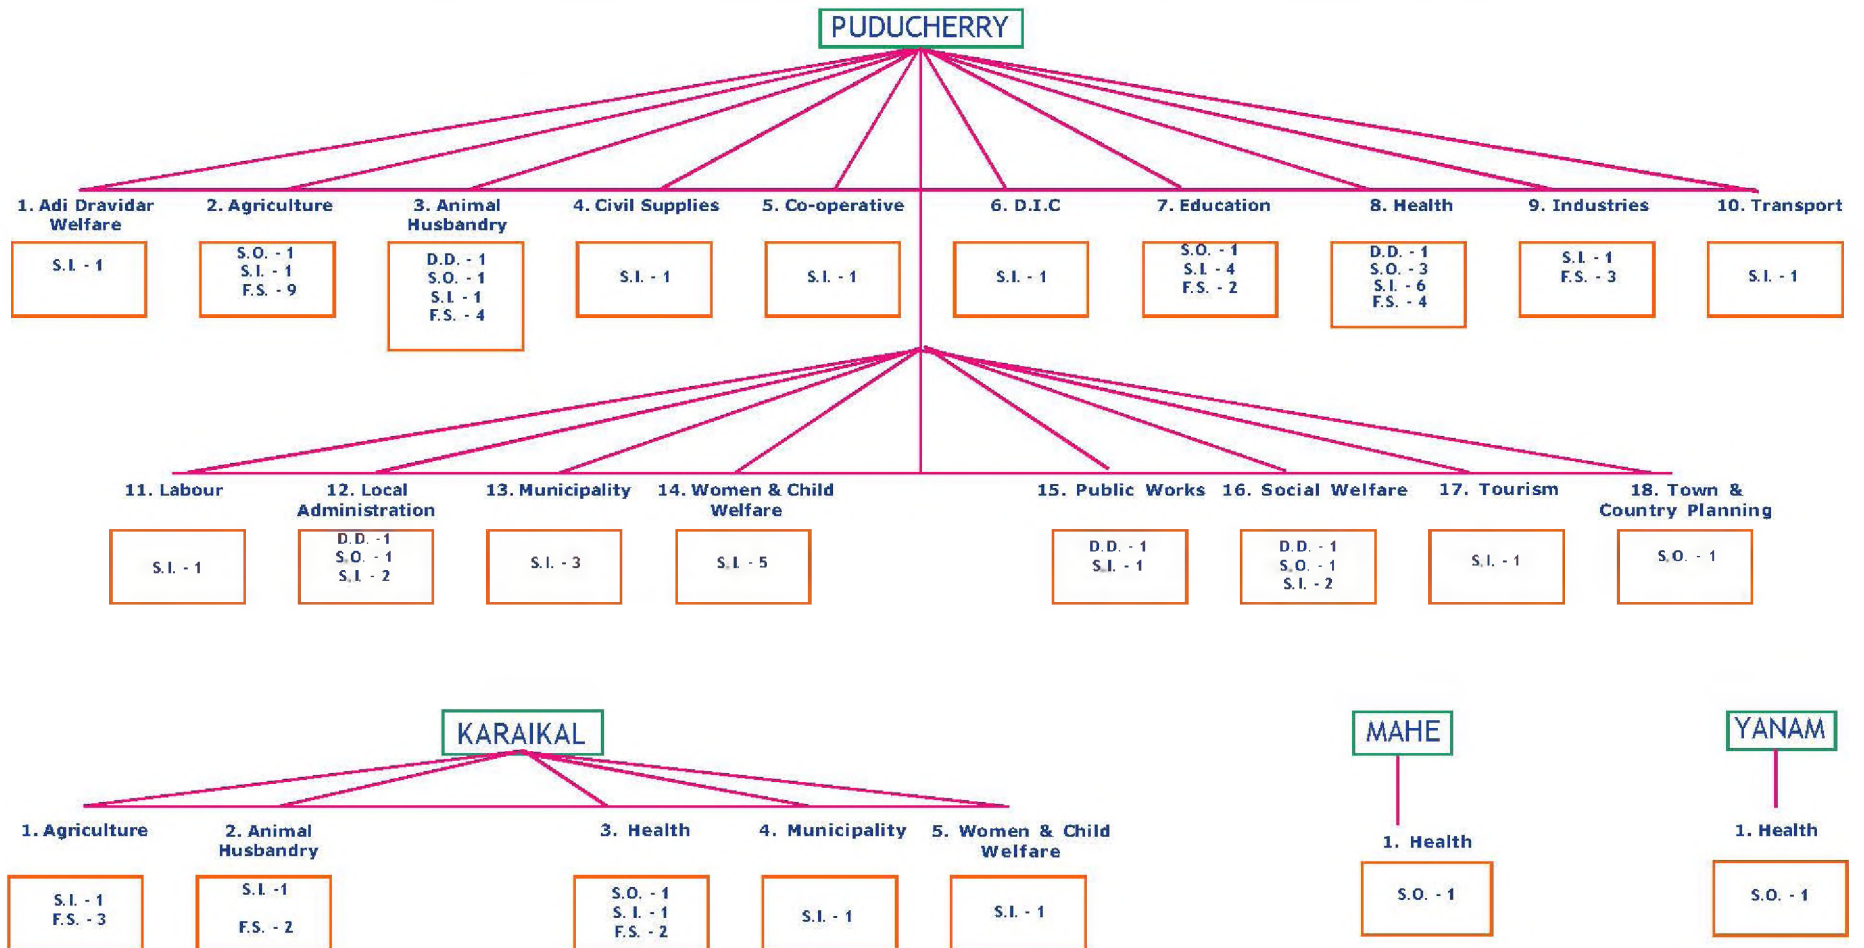 PUDUCHERRY
1. Adi Dravidar
Welfare
S.I. - 1
2. Agriculture
S.O. - 1
S.I. - 1
F.S. - 9
3. Animal
Husbandry
D.D. - 1
S.O. - 1
S.I. - 1
F.S. - 4
4. Civil Supplies
S.I. - 1
5. Co-operative
S.I. - 1
6. D.I.C
S.I. - 1
7. Education
S.O. - 1
S.I. - 4
F.S. - 2
8. Health
D.D. - 1
S.O. - 3
S.I. - 6
F.S. - 4
9. Industries
S.I. - 1
F.S. - 3
10. Transport
S.I. - 1
11. Labour
S.I. - 1
12. Local
Administration
D.D. - 1
S.O. - 1
S.I. - 2
13. Municipality
S.I. - 3
14. Women & Child
Welfare
S.I. - 5
15. Public Works
D.D. - 1
S.I. - 1
16. Social Welfare
D.D. - 1
S.O. - 1
S.I. - 2
17. Tourism
S.I. - 1
18. Town &
Country Planning
S.O. - 1
KARAIKAL
1. Agriculture
S.I. - 1
F.S. - 3
2. Animal
Husbandry
S.I. -1
F.S. - 2
3. Health
S.O. - 1
S. I. - 1
F.S. - 2
4. Municipality
S.I. - 1
5. Women & Child
Welfare
S.I. - 1
MAHE
1. Health
S.O. - 1
YANAM
1. Health
S.O. - 1